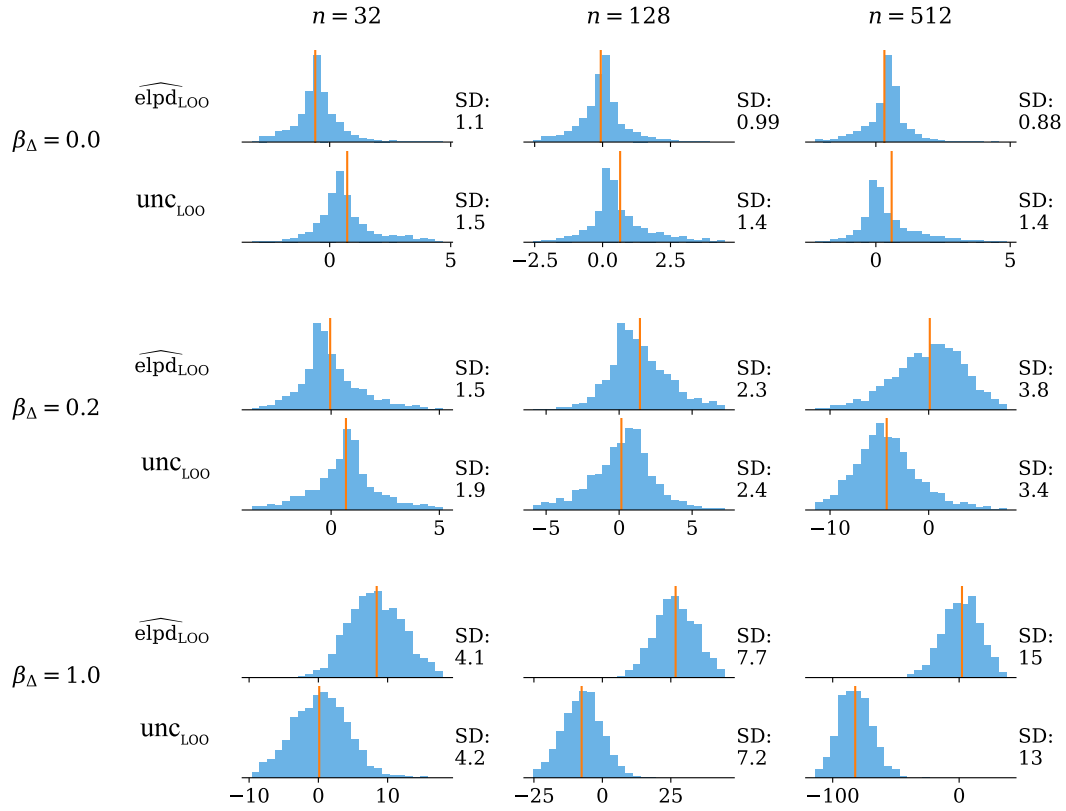 n = 32 n = 128 n = 512
β_Δ = 0.0
elpd_LOO SD: 1.1 SD: 0.99 SD: 0.88
unc_LOO SD: 1.5 SD: 1.4 SD: 1.4
0 5 −2.5 0.0 2.5 0 5
β_Δ = 0.2
elpd_LOO SD: 1.5 SD: 2.3 SD: 3.8
unc_LOO SD: 1.9 SD: 2.4 SD: 3.4
0 5 −5 0 5 −10 0
β_Δ = 1.0
elpd_LOO SD: 4.1 SD: 7.7 SD: 15
unc_LOO SD: 4.2 SD: 7.2 SD: 13
−10 0 10 −25 0 25 −100 0